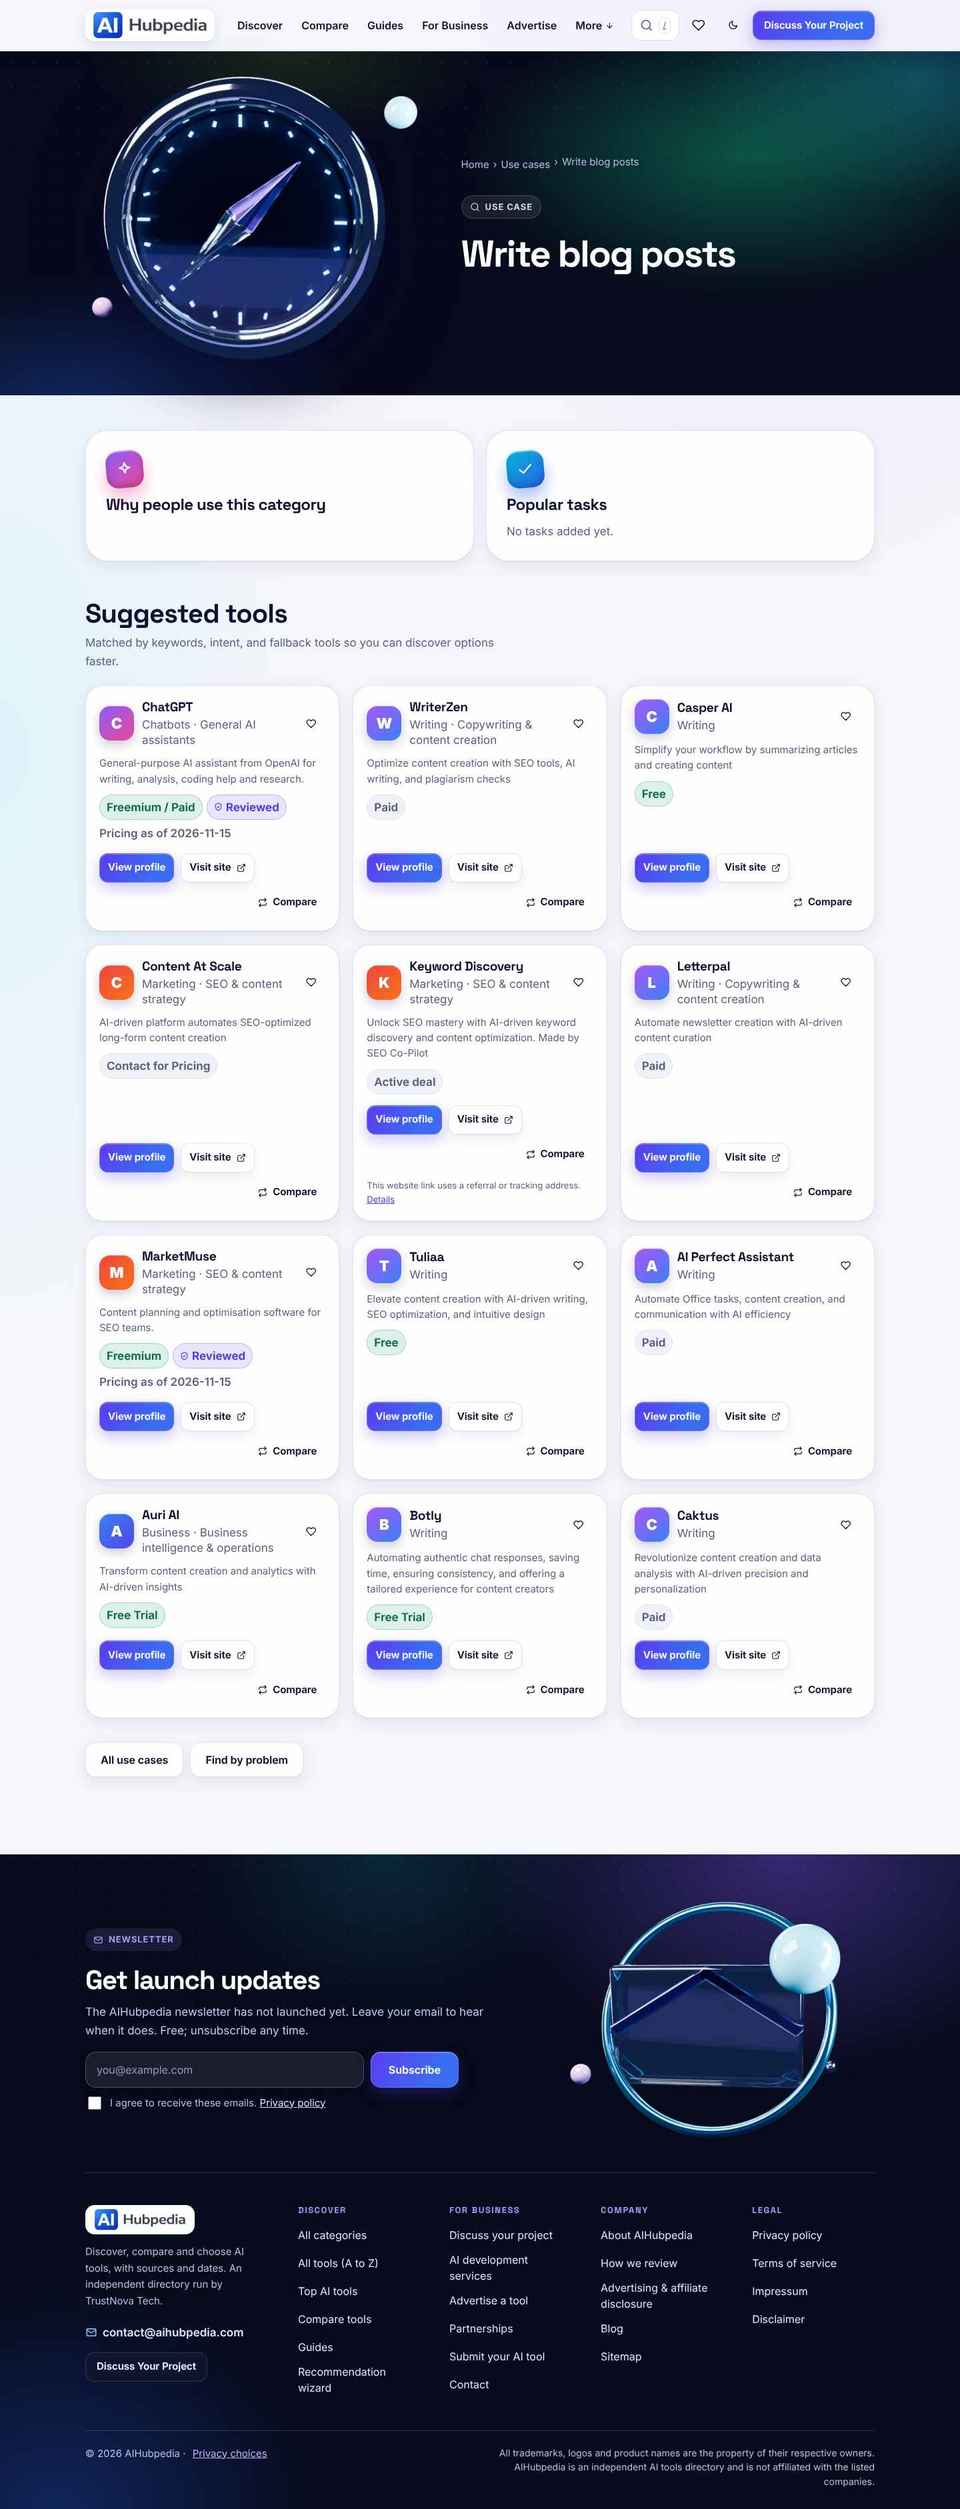 AI Hubpedia
Discover
Compare
Guides
For Business
Advertise
More
/
Discuss Your Project
Home › Use cases › Write blog posts
USE CASE
Write blog posts
Why people use this category
Popular tasks
No tasks added yet.
Suggested tools
Matched by keywords, intent, and fallback tools so you can discover options
faster.
C
ChatGPT
Chatbots · General AI
assistants
General-purpose AI assistant from OpenAI for
writing, analysis, coding help and research.
Freemium / Paid
Reviewed
Pricing as of 2026-11-15
View profile
Visit site
Compare
W
WriterZen
Writing · Copywriting &
content creation
Optimize content creation with SEO tools, AI
writing, and plagiarism checks
Paid
View profile
Visit site
Compare
C
Casper AI
Writing
Simplify your workflow by summarizing articles
and creating content
Free
View profile
Visit site
Compare
C
Content At Scale
Marketing · SEO & content
strategy
AI-driven platform automates SEO-optimized
long-form content creation
Contact for Pricing
View profile
Visit site
Compare
K
Keyword Discovery
Marketing · SEO & content
strategy
Unlock SEO mastery with AI-driven keyword
discovery and content optimization. Made by
SEO Co-Pilot
Active deal
View profile
Visit site
Compare
This website link uses a referral or tracking address.
Details
L
Letterpal
Writing · Copywriting &
content creation
Automate newsletter creation with AI-driven
content curation
Paid
View profile
Visit site
Compare
M
MarketMuse
Marketing · SEO & content
strategy
Content planning and optimisation software for
SEO teams.
Freemium
Reviewed
Pricing as of 2026-11-15
View profile
Visit site
Compare
T
Tuliaa
Writing
Elevate content creation with AI-driven writing,
SEO optimization, and intuitive design
Free
View profile
Visit site
Compare
A
AI Perfect Assistant
Writing
Automate Office tasks, content creation, and
communication with AI efficiency
Paid
View profile
Visit site
Compare
A
Auri AI
Business · Business
intelligence & operations
Transform content creation and analytics with
AI-driven insights
Free Trial
View profile
Visit site
Compare
B
Botly
Writing
Automating authentic chat responses, saving
time, ensuring consistency, and offering a
tailored experience for content creators
Free Trial
View profile
Visit site
Compare
C
Caktus
Writing
Revolutionize content creation and data
analysis with AI-driven precision and
personalization
Paid
View profile
Visit site
Compare
All use cases
Find by problem
NEWSLETTER
Get launch updates
The AIHubpedia newsletter has not launched yet. Leave your email to hear
when it does. Free; unsubscribe any time.
you@example.com
Subscribe
I agree to receive these emails. Privacy policy
AI Hubpedia
Discover, compare and choose AI
tools, with sources and dates. An
independent directory run by
TrustNova Tech.
contact@aihubpedia.com
Discuss Your Project
DISCOVER
All categories
All tools (A to Z)
Top AI tools
Compare tools
Guides
Recommendation
wizard
FOR BUSINESS
Discuss your project
AI development
services
Advertise a tool
Partnerships
Submit your AI tool
Contact
COMPANY
About AIHubpedia
How we review
Advertising & affiliate
disclosure
Blog
Sitemap
LEGAL
Privacy policy
Terms of service
Impressum
Disclaimer
© 2026 AIHubpedia · Privacy choices
All trademarks, logos and product names are the property of their respective owners.
AIHubpedia is an independent AI tools directory and is not affiliated with the listed
companies.